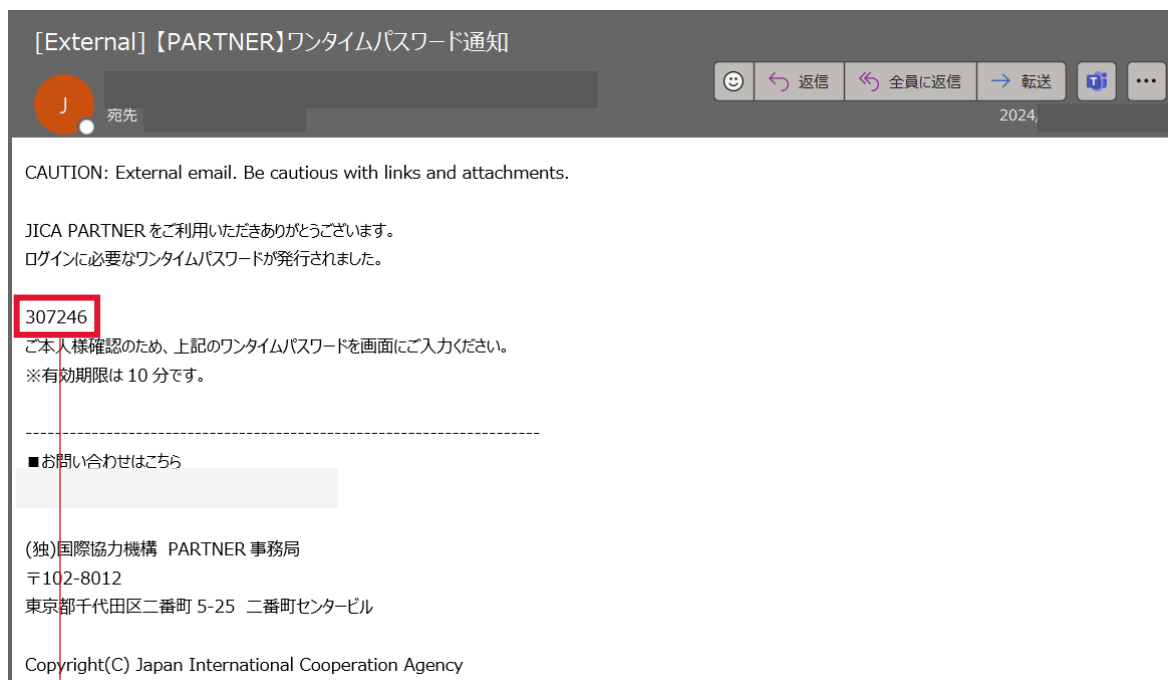 [External]【PARTNER】ワンタイムパスワード通知
返信 全員に返信 転送
J
宛先
2024/
CAUTION: External email. Be cautious with links and attachments.
JICA PARTNER をご利用いただきありがとうございます。
ログインに必要なワンタイムパスワードが発行されました。
307246
ご本人様確認のため、上記のワンタイムパスワードを画面にご入力ください。
※有効期限は 10 分です。
-----------------------------------------------------------------------
■お問い合わせはこちら
(独)国際協力機構 PARTNER 事務局
〒102-8012
東京都千代田区二番町 5-25 二番町センタービル
Copyright(C) Japan International Cooperation Agency